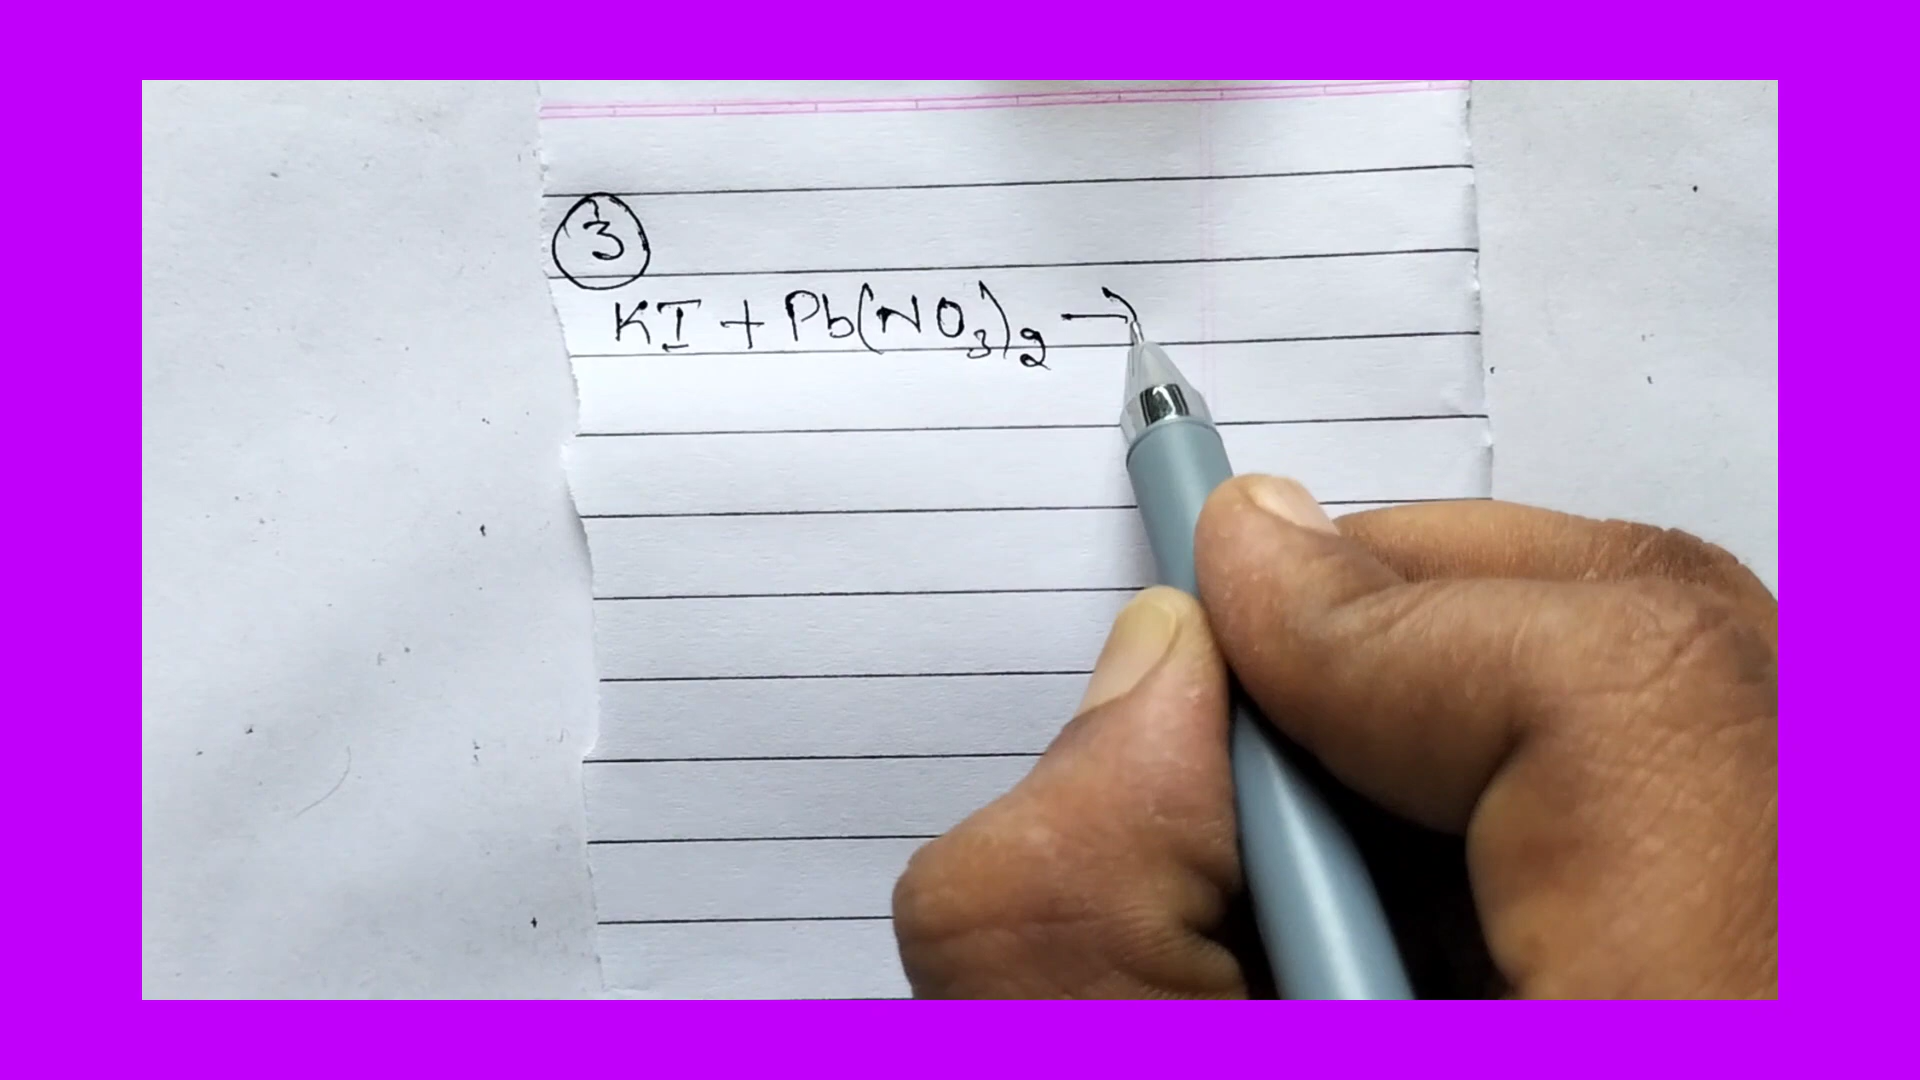 3
KI + Pb(NO₃)₂ →